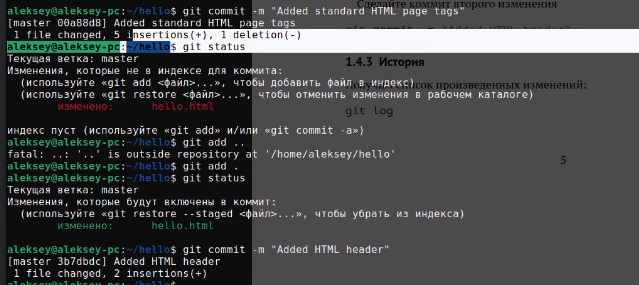 Сделайте коммит второго изменения
aleksey@aleksey-pc:~/hello$ git commit -m "Added standard HTML page tags"
[master 00a88d8] Added standard HTML page tags
1 file changed, 5 insertions(+), 1 deletion(-)
aleksey@aleksey-pc:~/hello$ git status
Текущая ветка: master
Изменения, которые не в индексе для коммита:
(используйте «git add <файл>...», чтобы добавить файл в индекс)
(используйте «git restore <файл>...», чтобы отменить изменения в рабочем каталоге)
изменено: hello.html
индекс пуст (используйте «git add» и/или «git commit -a»)
aleksey@aleksey-pc:~/hello$ git add ..
fatal: ..: '..' is outside repository at '/home/aleksey/hello'
aleksey@aleksey-pc:~/hello$ git add .
aleksey@aleksey-pc:~/hello$ git status
Текущая ветка: master
Изменения, которые будут включены в коммит:
(используйте «git restore --staged <файл>...», чтобы убрать из индекса)
изменено: hello.html
aleksey@aleksey-pc:~/hello$ git commit -m "Added HTML header"
[master 3b7dbdc] Added HTML header
1 file changed, 2 insertions(+)
aleksey@aleksey-pc:~/hello$
1.4.3 История
список произведенных изменений:
git log
5